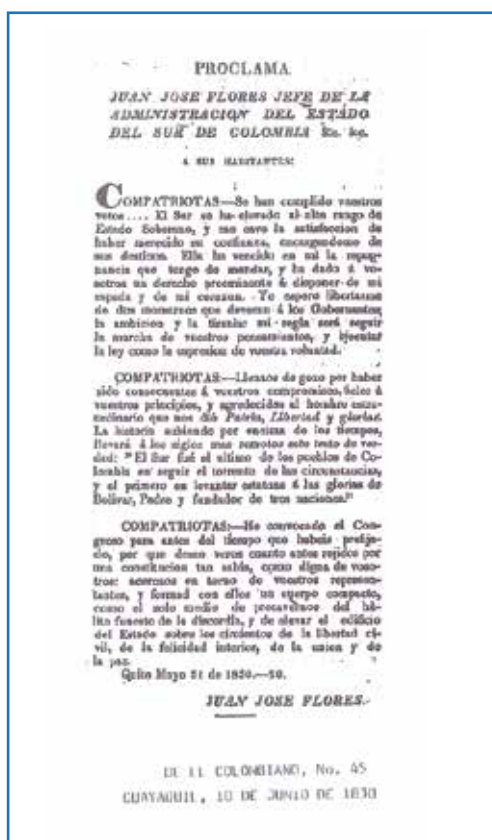 PROCLAMA
JUAN JOSE FLORES JEFE DE LA
ADMINISTRACION DEL ESTADO
DEL SUR DE COLOMBIA &c. &c.
A SUS HABITANTES:
COMPATRIOTAS—Se han complido vuestros
votos.... El Sur se ha elevado al alto rango de
Estado Soberano, y me cave la satisfaccion de
haber merecido su confianza, encargandome de
sus destinos. Ella ha vencido en mi la repug-
nancia que tengo de mandar, y ha dado á vo-
sotros un derecho preeminente á disponer de mi
espada y de mi corazon. Yo espero libertarme
de dos monstruos que devoran á los Gobernantes
la ambicion y la tirania: mi regla será seguir
la marcha de vuestros pensamientos, y ejecutar
la ley como la expresion de vuestra voluntad.
COMPATRIOTAS—Llenaos de gozo por haber
sido consecuentes á vuestros compromisos, fieles á
vuestros principios, y agradecidos al hombre extra-
ordinario que nos dió Patria, Libertad y glorias.
La historia subiendo por encima de los tiempos,
llevará á los siglos mas remotos este texto de ver-
dad: "El Sur fué el ultimo de los pueblos de Co-
lombia en seguir el torrente de las circunstancias,
y el primero en levantar estatuas á las glorias de
Bolivar, Padre y fundador de tres naciones."
COMPATRIOTAS:—He convocado el Con-
greso para antes del tiempo que habeis prefija-
do, por que deseo veros cuanto antes rejidos por
una constitucion tan sabia, como digna de voso-
tros: acercaos en torno de vuestros represen-
tantes, y formad con ellos un cuerpo compacto,
como el solo medio de precavernos del há-
lito funesto de la discordia, y de elevar el edificio
del Estado sobre los cimientos de la libertad ci-
vil, de la felicidad interior, de la union y de
la paz.
Quito Mayo 31 de 1830.—20.
JUAN JOSE FLORES.
DE EL COLOMBIANO, No. 45
GUAYAQUIL, 10 DE JUNIO DE 1830